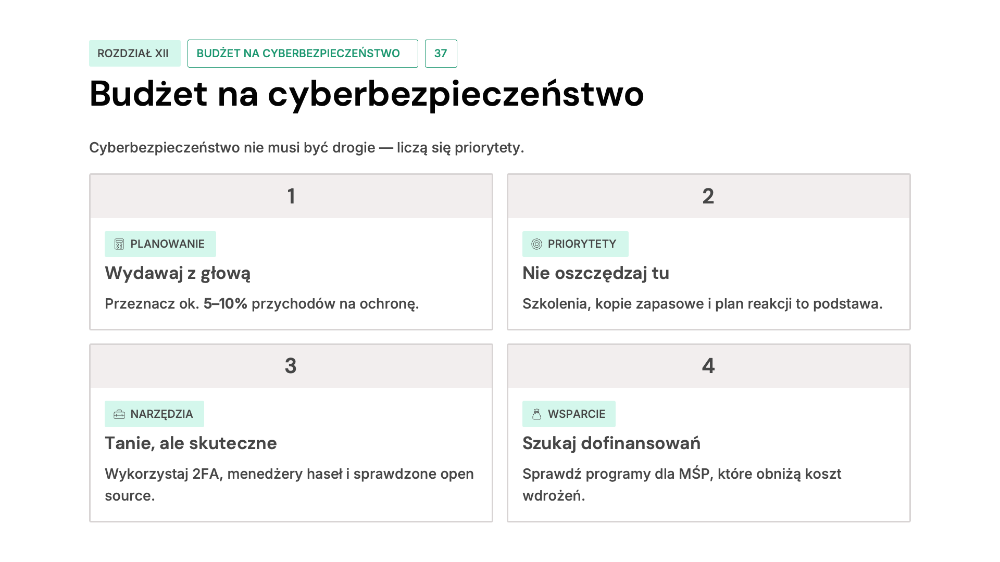 ROZDZIAŁ XII
BUDŻET NA CYBERBEZPIECZEŃSTWO
37
Budżet na cyberbezpieczeństwo
Cyberbezpieczeństwo nie musi być drogie — liczą się priorytety.
1
PLANOWANIE
Wydawaj z głową
Przeznacz ok. 5–10% przychodów na ochronę.
2
PRIORYTETY
Nie oszczędzaj tu
Szkolenia, kopie zapasowe i plan reakcji to podstawa.
3
NARZĘDZIA
Tanie, ale skuteczne
Wykorzystaj 2FA, menedżery haseł i sprawdzone open
source.
4
WSPARCIE
Szukaj dofinansowań
Sprawdź programy dla MŚP, które obniżą koszt
wdrożeń.